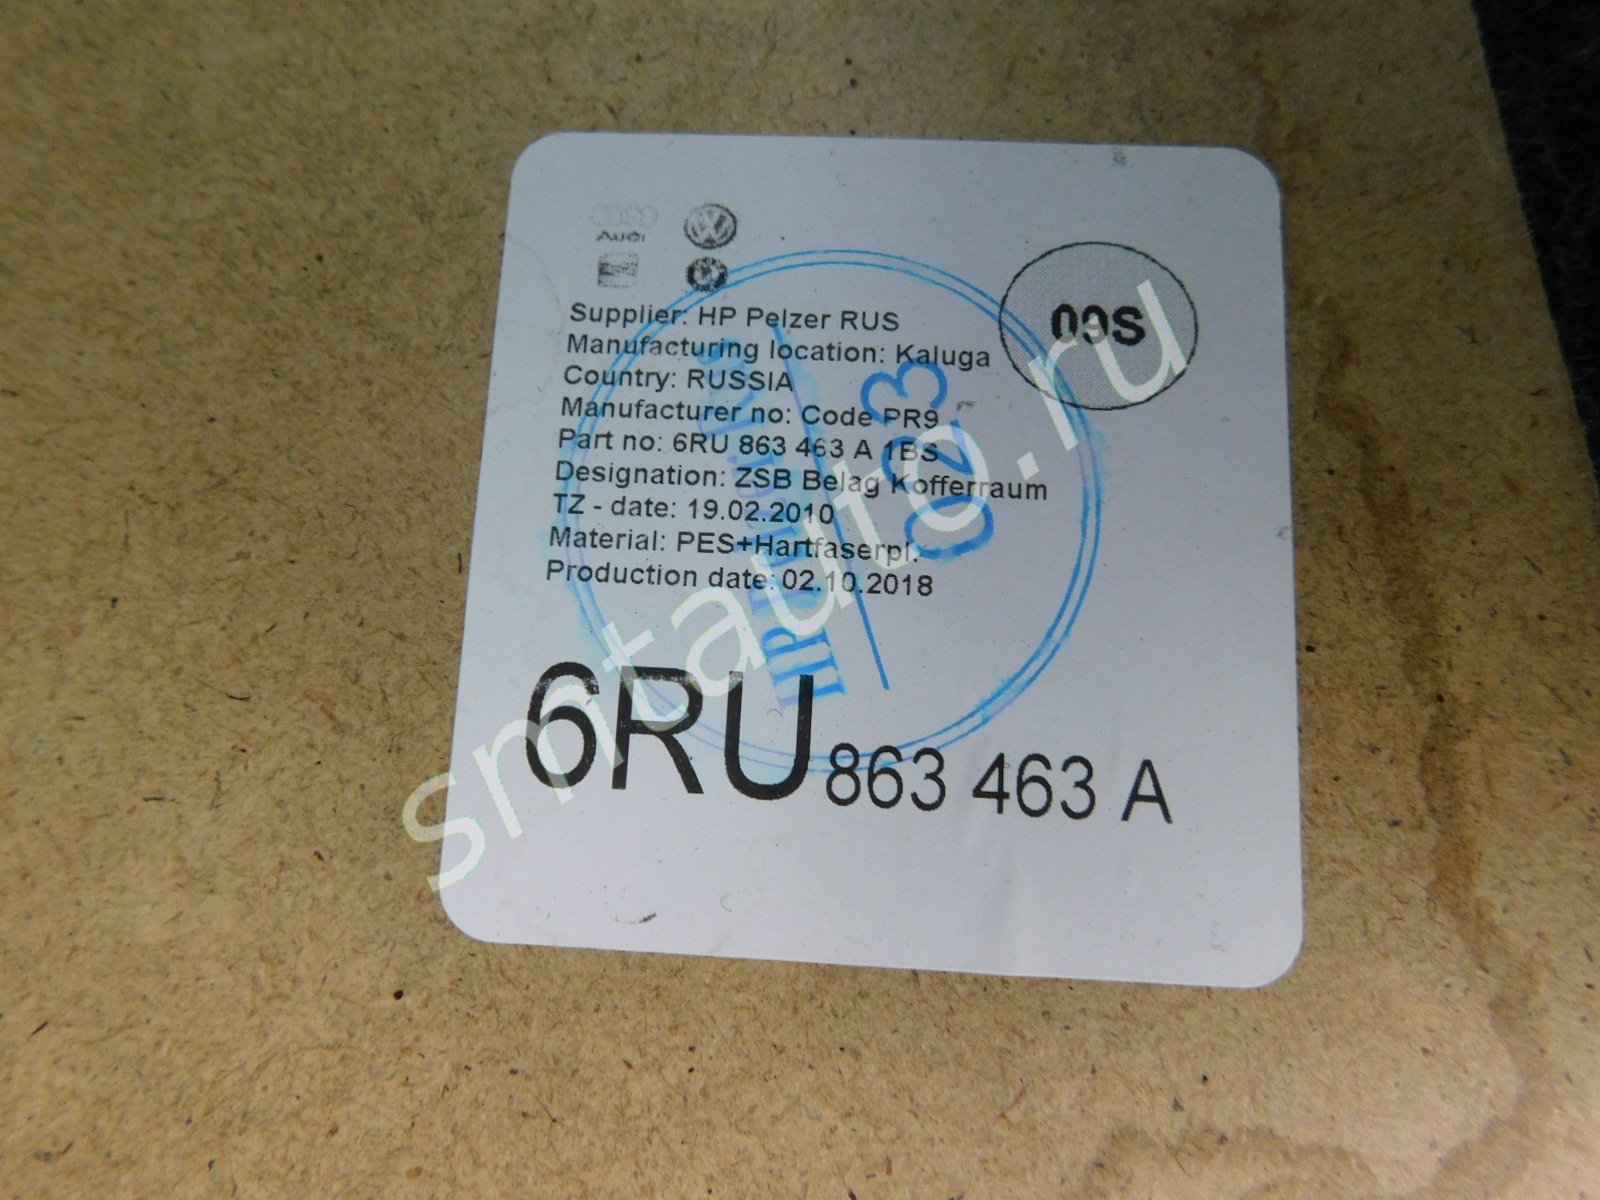 Audi
Supplier: HP Pelzer RUS
Manufacturing location: Kaluga
Country: RUSSIA
Manufacturer no: Code PR9
Part no: 6RU 863 463 A 1BS
Designation: ZSB Belag Kofferraum
TZ - date: 19.02.2010
Material: PES+Hartfaserpl.
Production date: 02.10.2018
09S
023
6RU 863 463 A
smtauto.ru